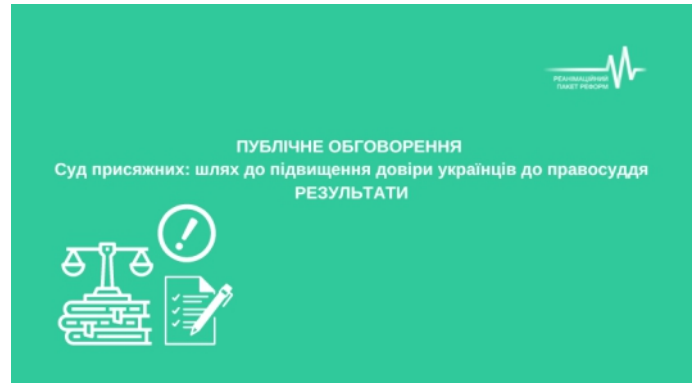 РЕАНІМАЦІЙНИЙ
ПАКЕТ РЕФОРМ
ПУБЛІЧНЕ ОБГОВОРЕННЯ
Суд присяжних: шлях до підвищення довіри українців до правосуддя
РЕЗУЛЬТАТИ